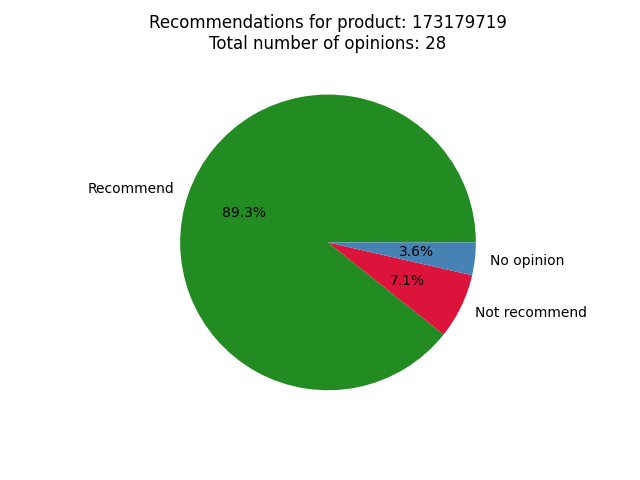 Recommendations for product: 173179719
Total number of opinions: 28
Recommend
89.3%
3.6%
No opinion
7.1%
Not recommend